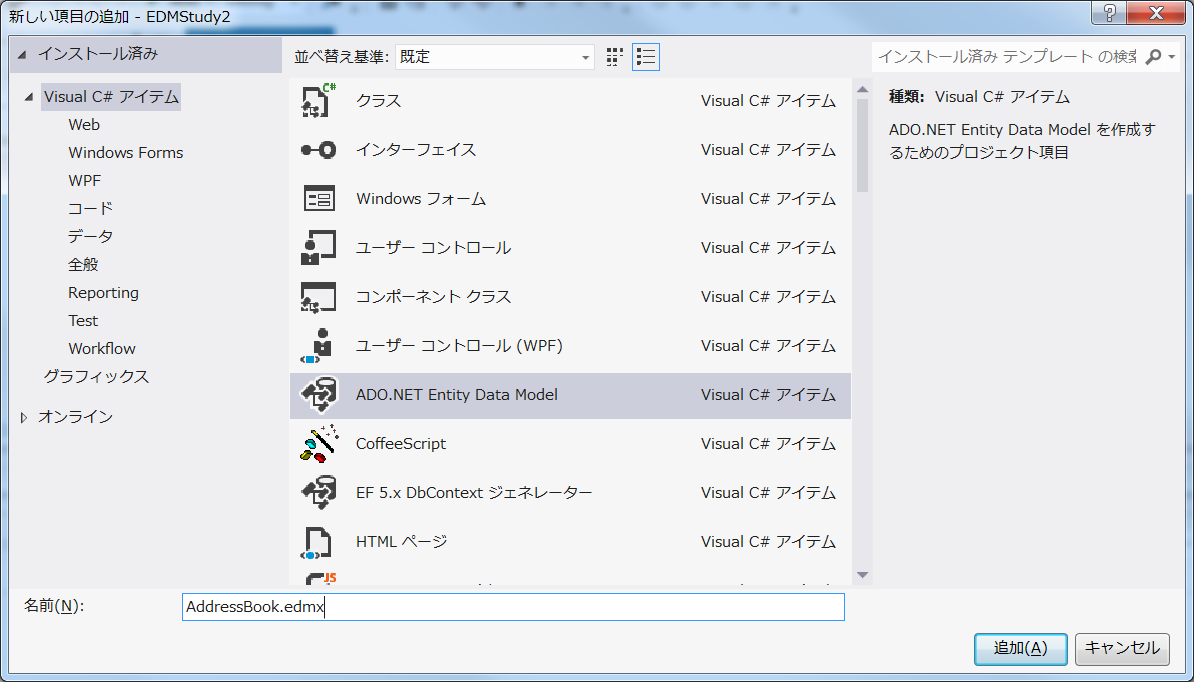 新しい項目の追加 - EDMStudy2
インストール済み
並べ替え基準: 既定
インストール済み テンプレート の検索
Visual C# アイテム
Web
Windows Forms
WPF
コード
データ
全般
Reporting
Test
Workflow
グラフィックス
オンライン
クラス Visual C# アイテム
インターフェイス Visual C# アイテム
Windows フォーム Visual C# アイテム
ユーザー コントロール Visual C# アイテム
コンポーネント クラス Visual C# アイテム
ユーザー コントロール (WPF) Visual C# アイテム
ADO.NET Entity Data Model Visual C# アイテム
CoffeeScript Visual C# アイテム
EF 5.x DbContext ジェネレーター Visual C# アイテム
HTML ページ Visual C# アイテム
種類: Visual C# アイテム
ADO.NET Entity Data Model を作成す
るためのプロジェクト項目
名前(N): AddressBook.edmx
追加(A) キャンセル